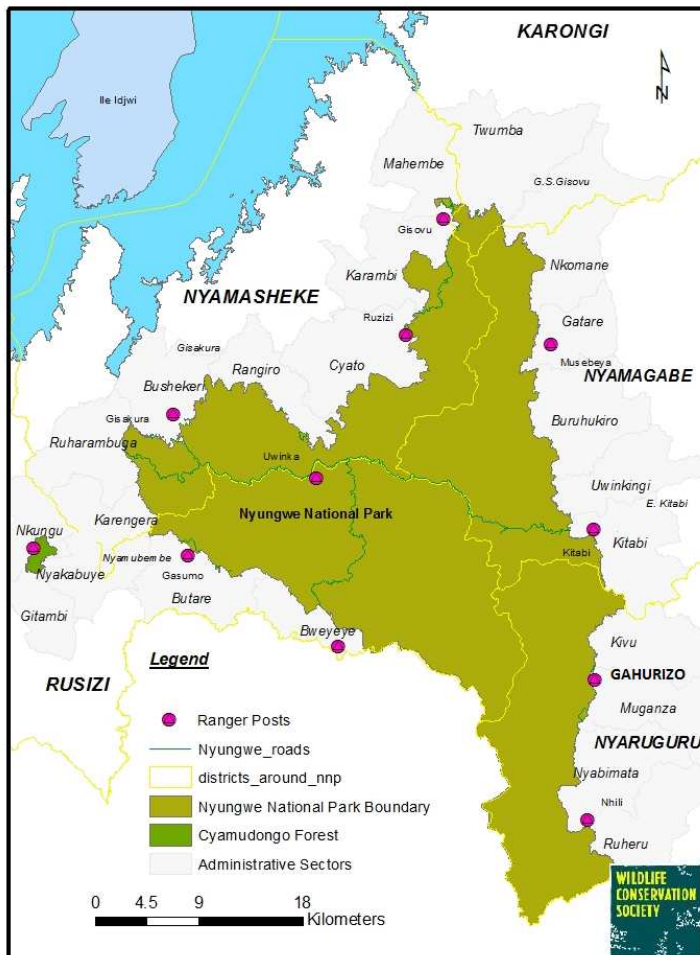 KARONGI
Ile Idjwi
N
Twumba
Mahembe
G.S.Gisovu
Gisovu
Nkomane
Karambi
NYAMASHEKE
Ruzizi
Gatare
Gisakura
Musebeya
Rangiro
Cyato
NYAMAGABE
Bushekeri
Gisakura
Buruhukiro
Ruharambuga
Uwinka
Uwinkingi
E. Kitabi
Nyungwe National Park
Karengera
Nkungu
Kitabi
Kitabi
Nyamubembe
Nyakabuye
Gasumo
Butare
Gitambi
Bweyeye
Kivu
Legend
GAHURIZO
RUSIZI
Muganza
Ranger Posts
NYARUGURU
Nyungwe_roads
districts_around_nnp
Nyabimata
Nyungwe National Park Boundary
Nhili
Cyamudongo Forest
Ruheru
Administrative Sectors
WILDLIFE
CONSERVATION
SOCIETY
0 4.5 9 18
Kilometers